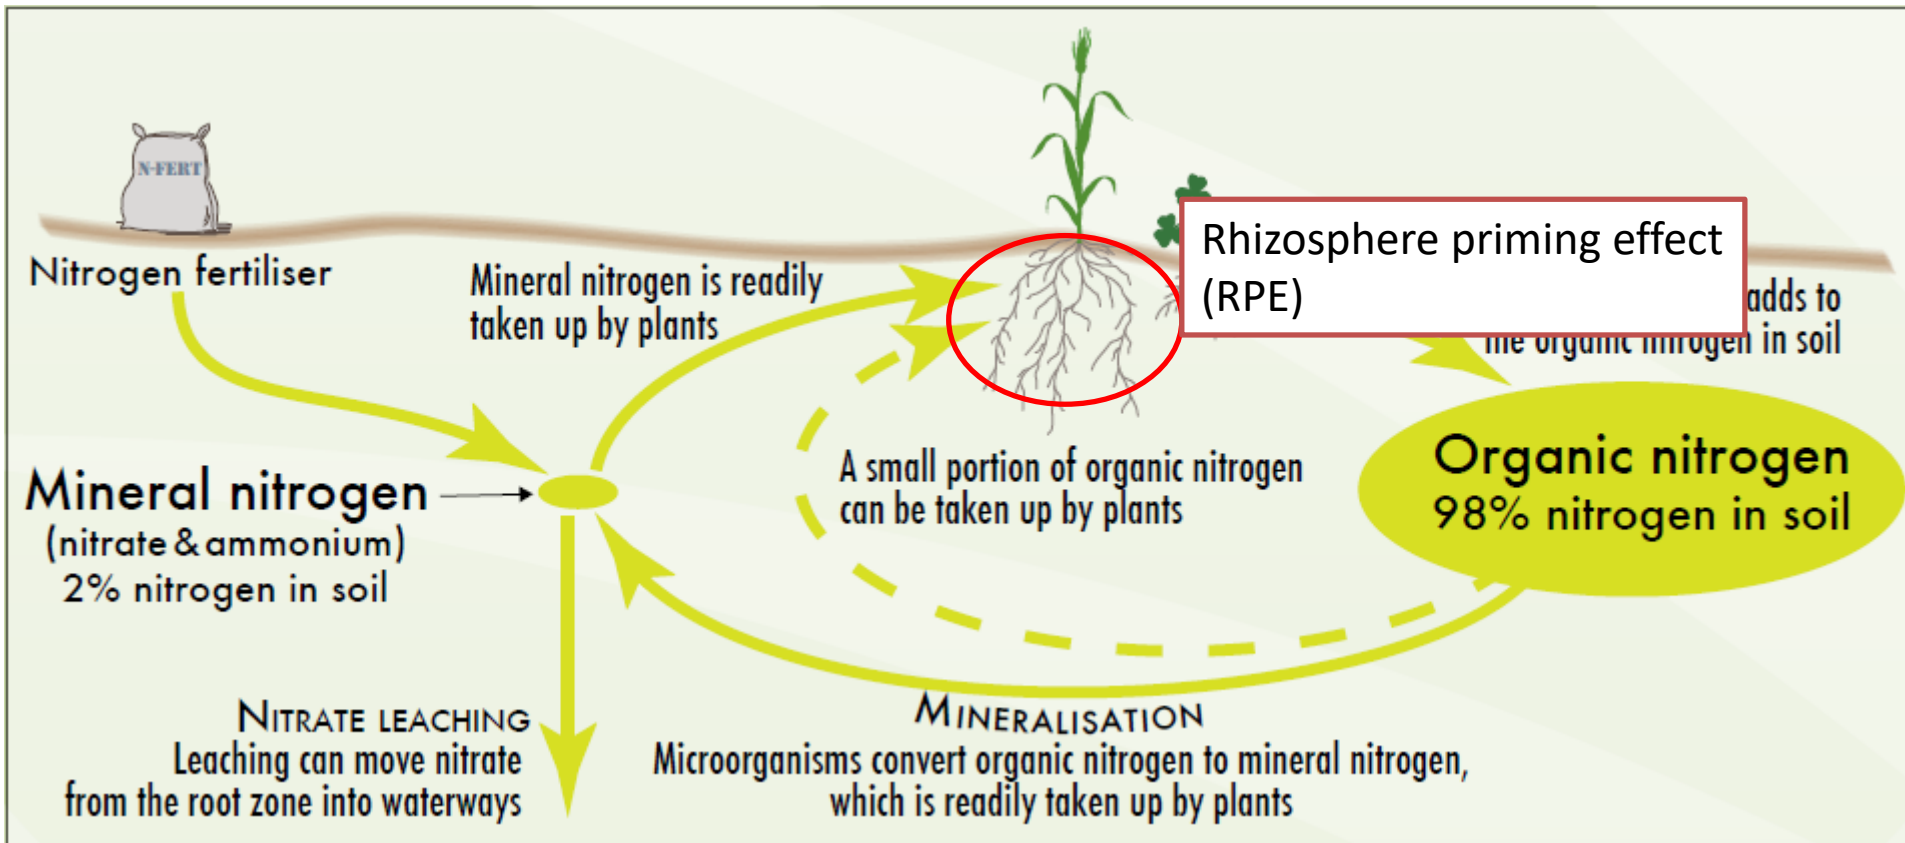 N-FERT
Nitrogen fertiliser
Mineral nitrogen is readily
taken up by plants
Rhizosphere priming effect
(RPE)
adds to
the organic nitrogen in soil
Mineral nitrogen
(nitrate & ammonium)
2% nitrogen in soil
A small portion of organic nitrogen
can be taken up by plants
Organic nitrogen
98% nitrogen in soil
NITRATE LEACHING
Leaching can move nitrate
from the root zone into waterways
MINERALISATION
Microorganisms convert organic nitrogen to mineral nitrogen,
which is readily taken up by plants